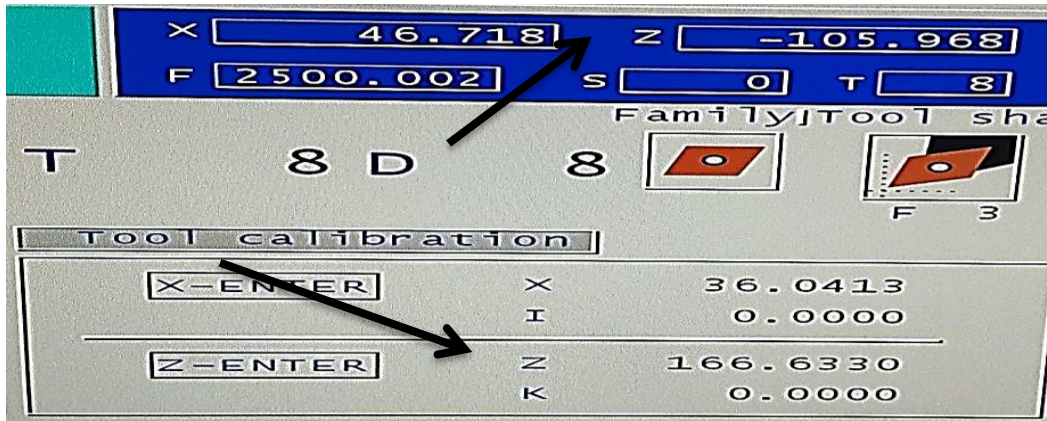 X 46.718 Z -105.968
F 2500.002 S 0 T 8
Family Tool sha
T 8 D 8
F 3
Tool calibration
X-ENTER X 36.0413
I 0.0000
Z-ENTER Z 166.6330
K 0.0000